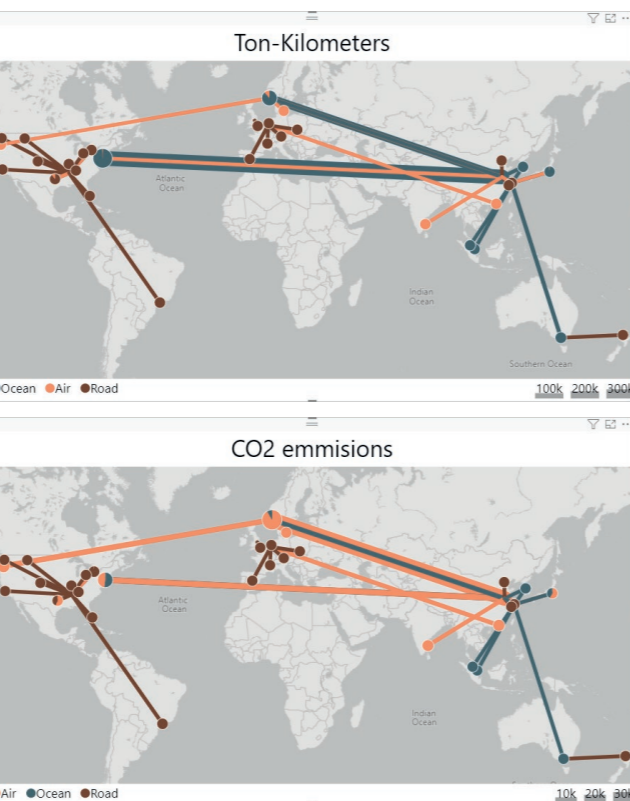 Ton-Kilometers
Atlantic
Ocean
Indian
Ocean
Southern Ocean
Ocean Air Road
100k 200k 300k
CO2 emmisions
Atlantic
Ocean
Indian
Ocean
Air Ocean Road
10k 20k